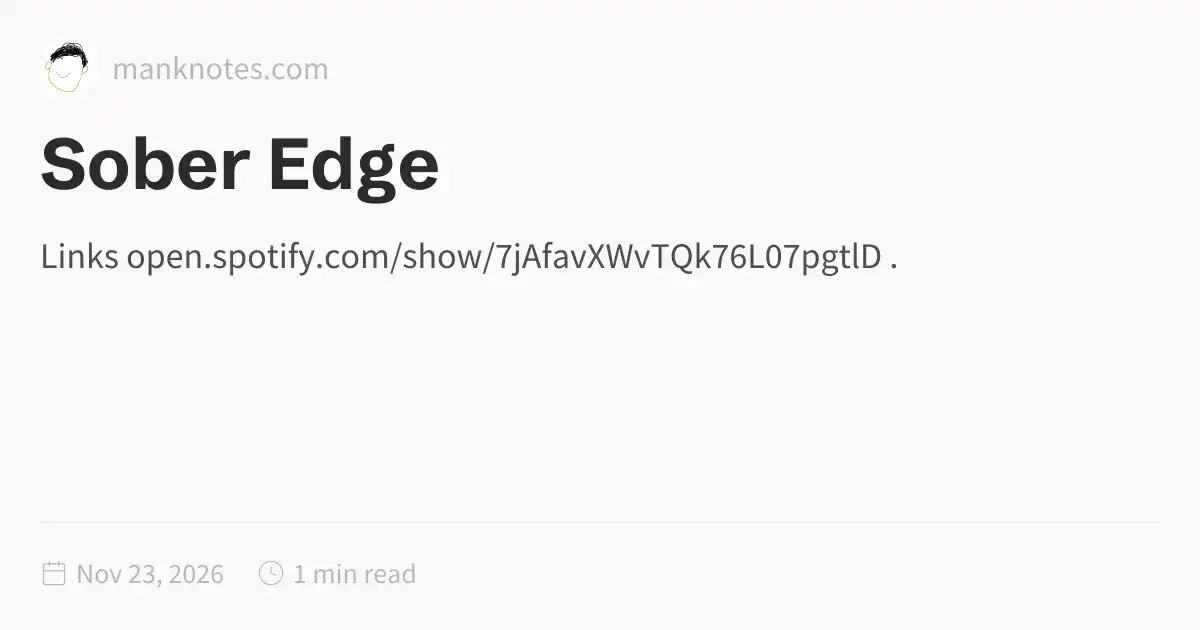 manknotes.com
Sober Edge
Links open.spotify.com/show/7jAfavXWvTQk76L07pgtlD .
Nov 23, 2026
1 min read